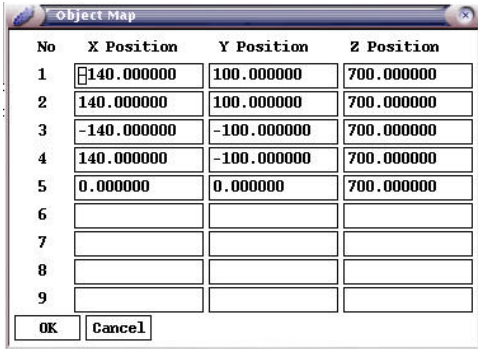 Object Map
No X Position Y Position Z Position
1 -140.000000 100.000000 700.000000
2 140.000000 100.000000 700.000000
3 -140.000000 -100.000000 700.000000
4 140.000000 -100.000000 700.000000
5 0.000000 0.000000 700.000000
6
7
8
9
OK Cancel